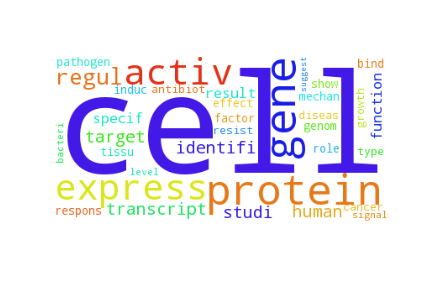 pathogen
bind
regul
activ
gene
suggest
show
induc
antibiot
result
mechan
function
effect
growth
cell
specif
factor
diseas
target
resist
genom
bacteri
tissu
identifi
role
type
level
express
protein
respons
transcript
studi
human
cancer
signal